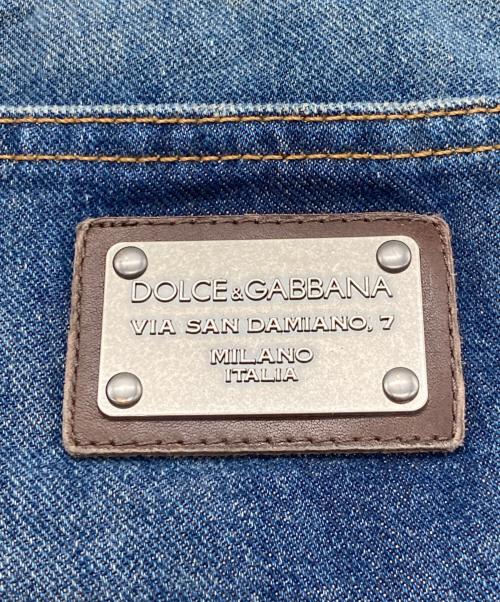 DOLCE&GABBANA
VIA SAN DAMIANO, 7
MILANO
ITALIA